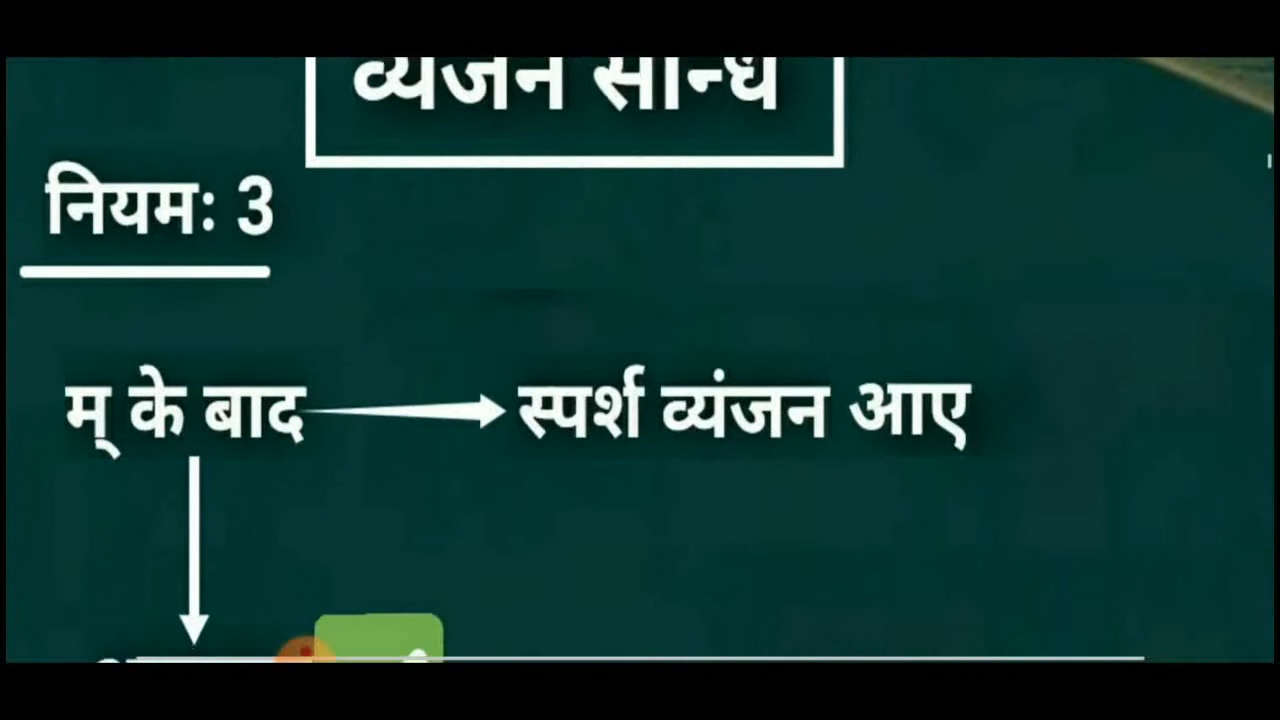 व्यंजन सन्धि
नियमः 3
म् के बाद स्पर्श व्यंजन आए